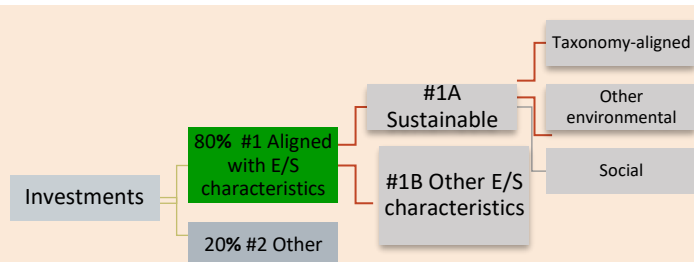 Investments
80% #1 Aligned
with E/S
characteristics
20% #2 Other
#1A
Sustainable
#1B Other E/S
characteristics
Taxonomy-aligned
Other
environmental
Social